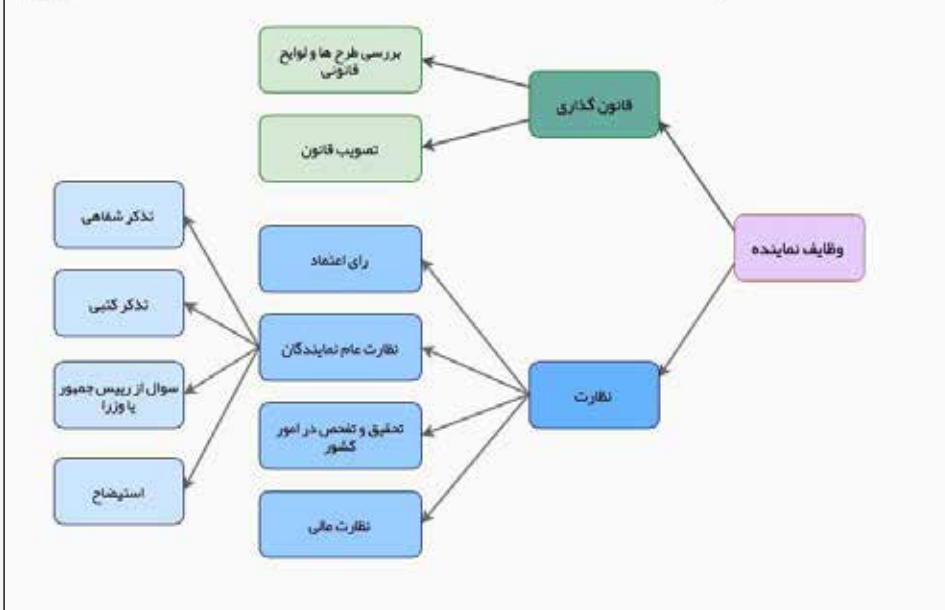 وظایف نماینده
قانون گذاری
بررسی طرح ها و لوایح
قانونی
تصویب قانون
نظارت
رای اعتماد
نظارت عام نمایندگان
تحقیق و تفحص در امور
کشور
نظارت مالی
تذکر شفاهی
تذکر کتبی
سوال از رییس جمهور
یا وزرا
استیضاح